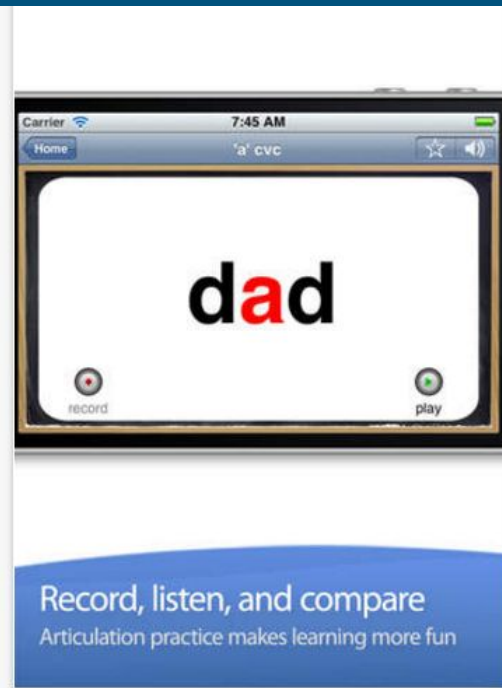 Carrier 7:45 AM
Home 'a' cvc
dad
record play
Record, listen, and compare
Articulation practice makes learning more fun